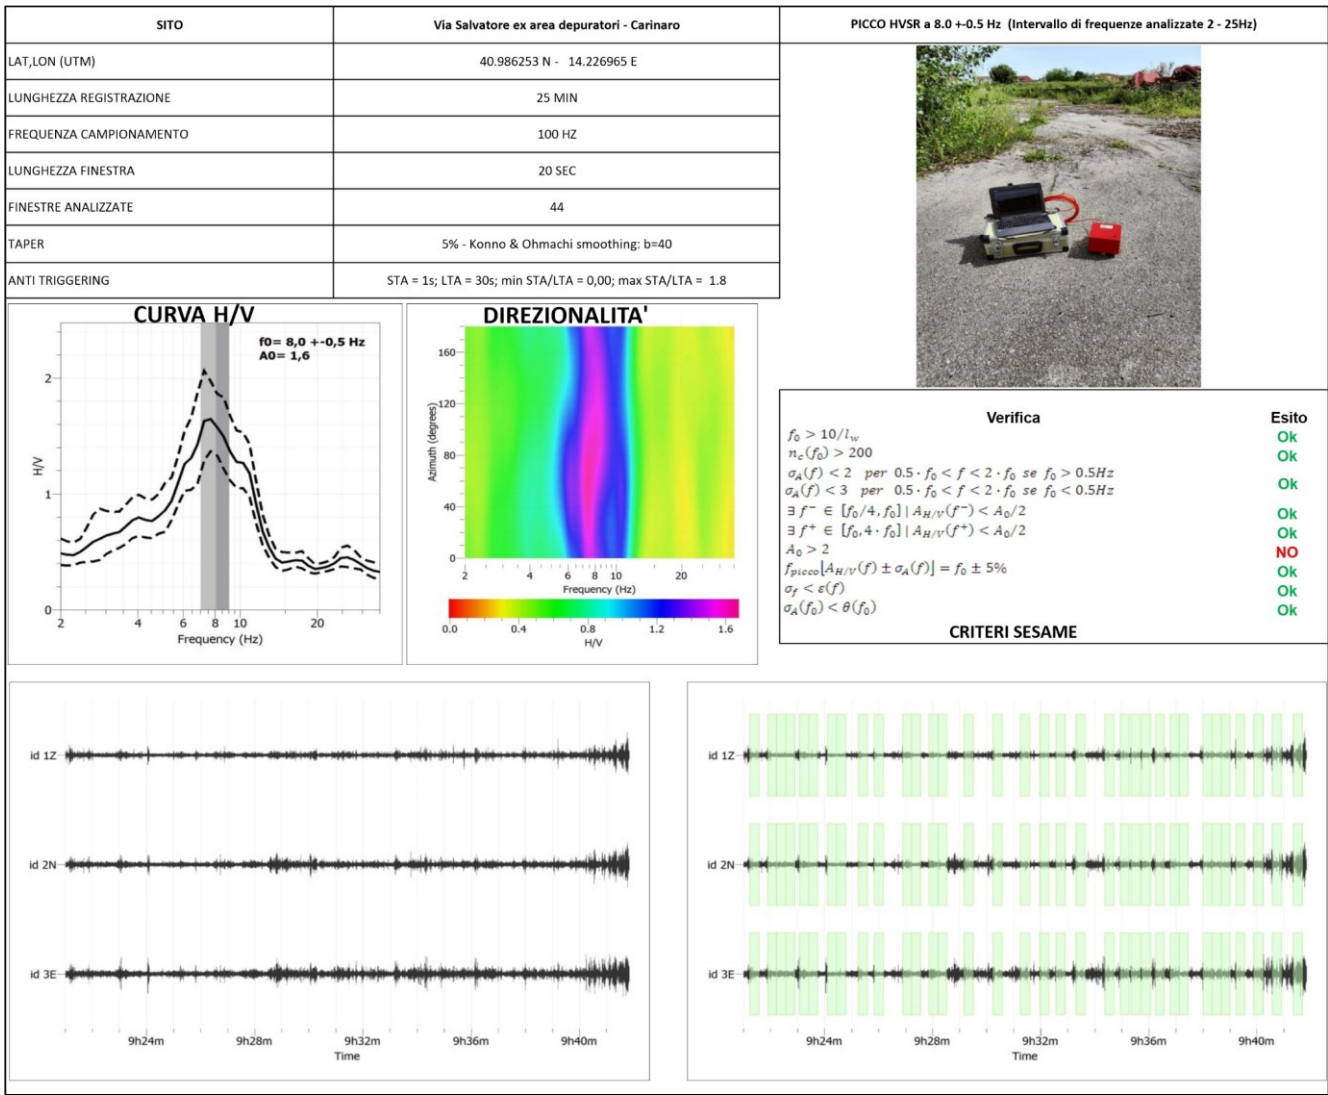 SITO Via Salvatore ex area depuratori - Carinaro PICCO HVSR a 8.0 +-0.5 Hz (Intervallo di frequenze analizzate 2 - 25Hz)
LAT,LON (UTM) 40.986253 N - 14.226965 E
LUNGHEZZA REGISTRAZIONE 25 MIN
FREQUENZA CAMPIONAMENTO 100 HZ
LUNGHEZZA FINESTRA 20 SEC
FINESTRE ANALIZZATE 44
TAPER 5% - Konno & Ohmachi smoothing: b=40
ANTI TRIGGERING STA = 1s; LTA = 30s; min STA/LTA = 0,00; max STA/LTA = 1.8
CURVA H/V
f0= 8,0 +-0,5 Hz
A0= 1,6
2
1
0
H/V
2 4 6 8 10 20
Frequency (Hz)
DIREZIONALITA'
160
120
80
40
0
Azimuth (degrees)
2 4 6 8 10 20
Frequency (Hz)
0.0 0.4 0.8 1.2 1.6
H/V
Verifica Esito
f₀ > 10/l_w Ok
n_c(f₀) > 200 Ok
σ_A(f) < 2 per 0.5 · f₀ < f < 2 · f₀ se f₀ > 0.5Hz
σ_A(f) < 3 per 0.5 · f₀ < f < 2 · f₀ se f₀ < 0.5Hz Ok
∃ f⁻ ∈ [f₀/4, f₀] | A_H/V(f⁻) < A₀/2 Ok
∃ f⁺ ∈ [f₀, 4 · f₀] | A_H/V(f⁺) < A₀/2 Ok
A₀ > 2 NO
f_picco[A_H/V(f) ± σ_A(f)] = f₀ ± 5% Ok
σ_f < ε(f) Ok
σ_A(f₀) < θ(f₀) Ok
CRITERI SESAME
id 1Z
id 2N
id 3E
9h24m 9h28m 9h32m 9h36m 9h40m
Time
id 1Z
id 2N
id 3E
9h24m 9h28m 9h32m 9h36m 9h40m
Time